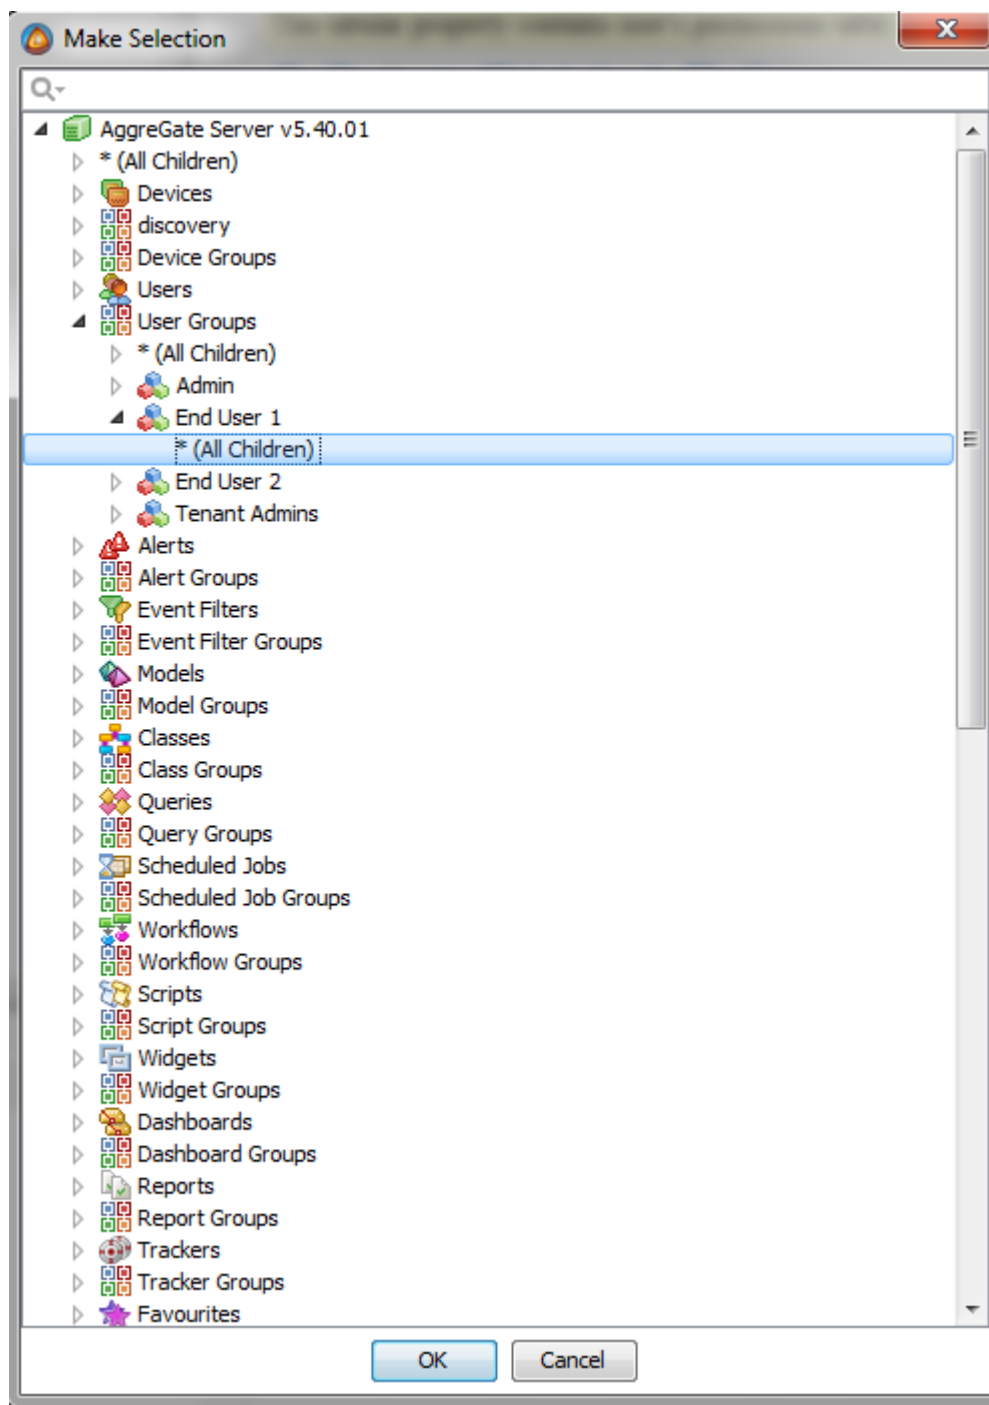 Make Selection
AggreGate Server v5.40.01
* (All Children)
Devices
discovery
Device Groups
Users
User Groups
* (All Children)
Admin
End User 1
* (All Children)
End User 2
Tenant Admins
Alerts
Alert Groups
Event Filters
Event Filter Groups
Models
Model Groups
Classes
Class Groups
Queries
Query Groups
Scheduled Jobs
Scheduled Job Groups
Workflows
Workflow Groups
Scripts
Script Groups
Widgets
Widget Groups
Dashboards
Dashboard Groups
Reports
Report Groups
Trackers
Tracker Groups
Favourites
OK Cancel